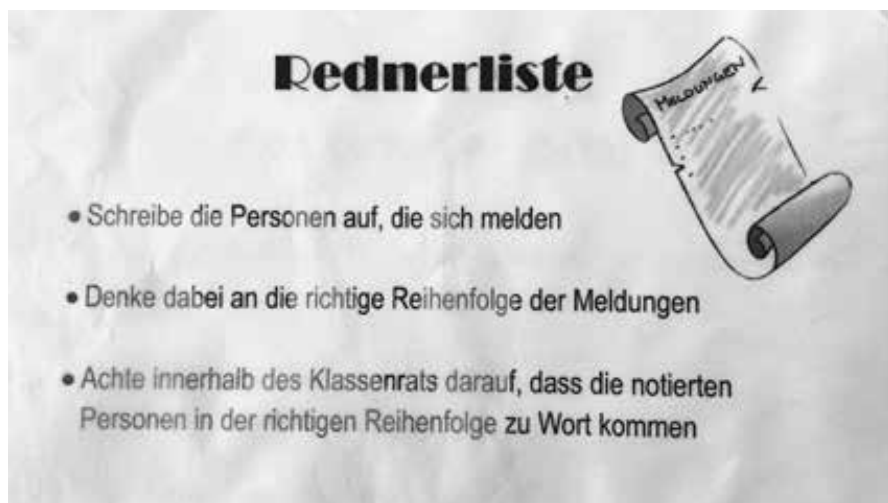 Rednerliste
MELDUNGEN
• Schreibe die Personen auf, die sich melden
• Denke dabei an die richtige Reihenfolge der Meldungen
• Achte innerhalb des Klassenrats darauf, dass die notierten
Personen in der richtigen Reihenfolge zu Wort kommen